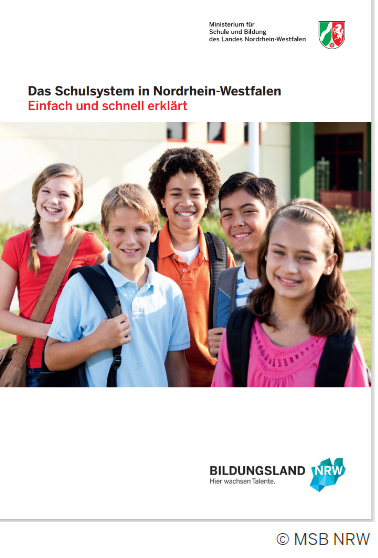 Ministerium für
Schule und Bildung
des Landes Nordrhein-Westfalen
Das Schulsystem in Nordrhein-Westfalen
Einfach und schnell erklärt
BILDUNGSLAND NRW
Hier wachsen Talente.
© MSB NRW